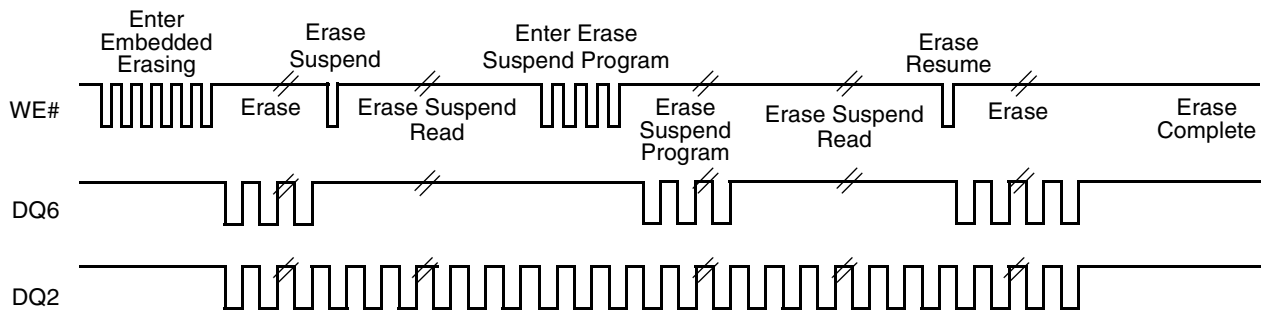 Enter
Embedded
Erasing
Erase
Suspend
Enter Erase
Suspend Program
Erase
Resume
WE#
Erase
Erase Suspend
Read
Erase
Suspend
Program
Erase Suspend
Read
Erase
Erase
Complete
DQ6
DQ2